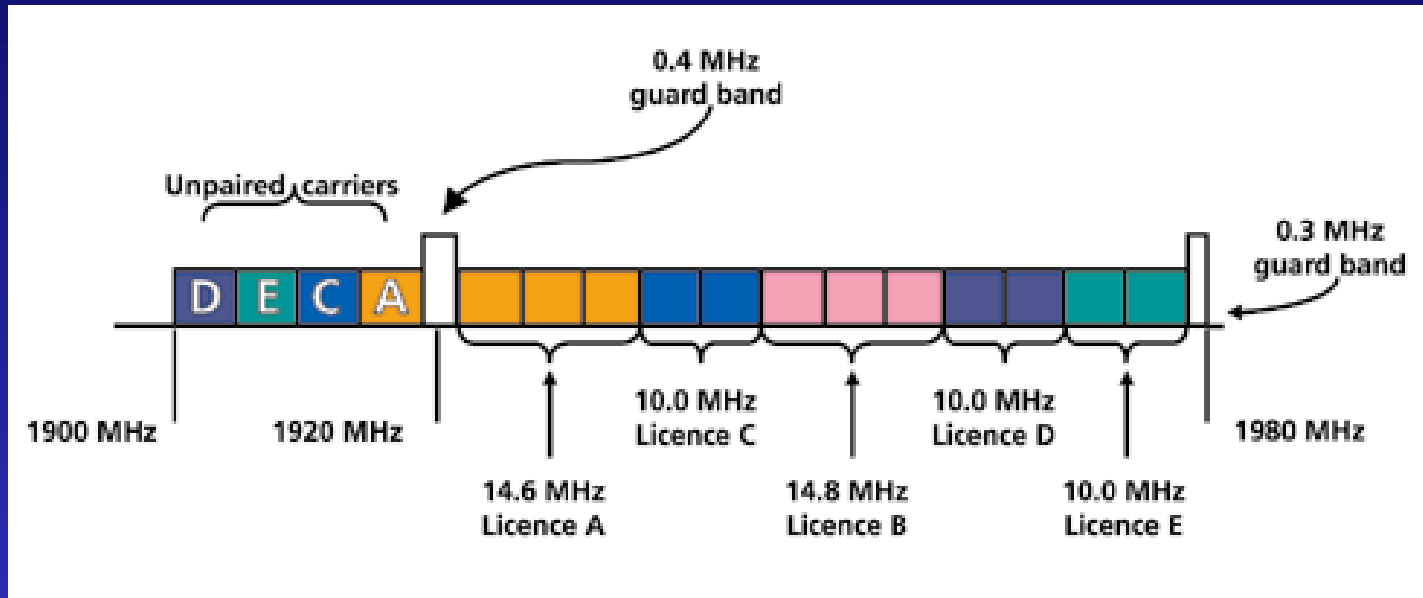 0.4 MHz
guard band
Unpaired carriers
0.3 MHz
guard band
D E C A
1900 MHz
1920 MHz
10.0 MHz
Licence C
10.0 MHz
Licence D
1980 MHz
14.6 MHz
Licence A
14.8 MHz
Licence B
10.0 MHz
Licence E